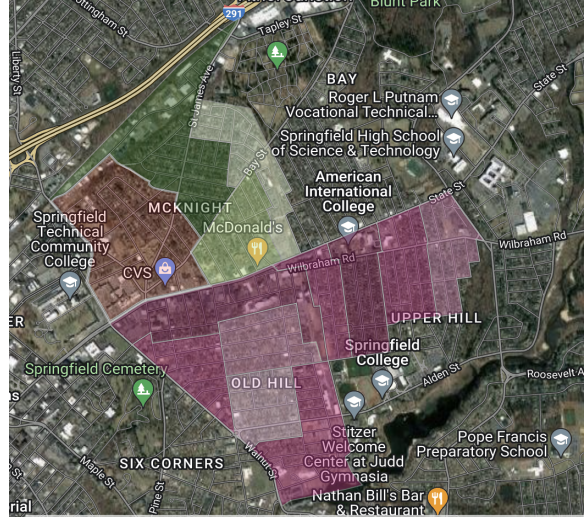 291
Blunt Park
Tapley St
Liberty St
St James Ave
BAY
Roger L Putnam
Vocational Technical...
State St
Springfield High School
of Science & Technology
Bay St
American
International
College
State St
MCKNIGHT
McDonald's
Springfield
Technical
Community
College
CVS
Wilbraham Rd
Wilbraham Rd
ER
UPPER HILL
Springfield
College
Springfield Cemetery
OLD HILL
Alden St
Roosevelt A
ns
Stitzer
Welcome
Center at Judd
Gymnasia
Walnut St
Pope Francis
Preparatory School
SIX CORNERS
Maple St
Pine St
Nathan Bill's Bar
& Restaurant
rial